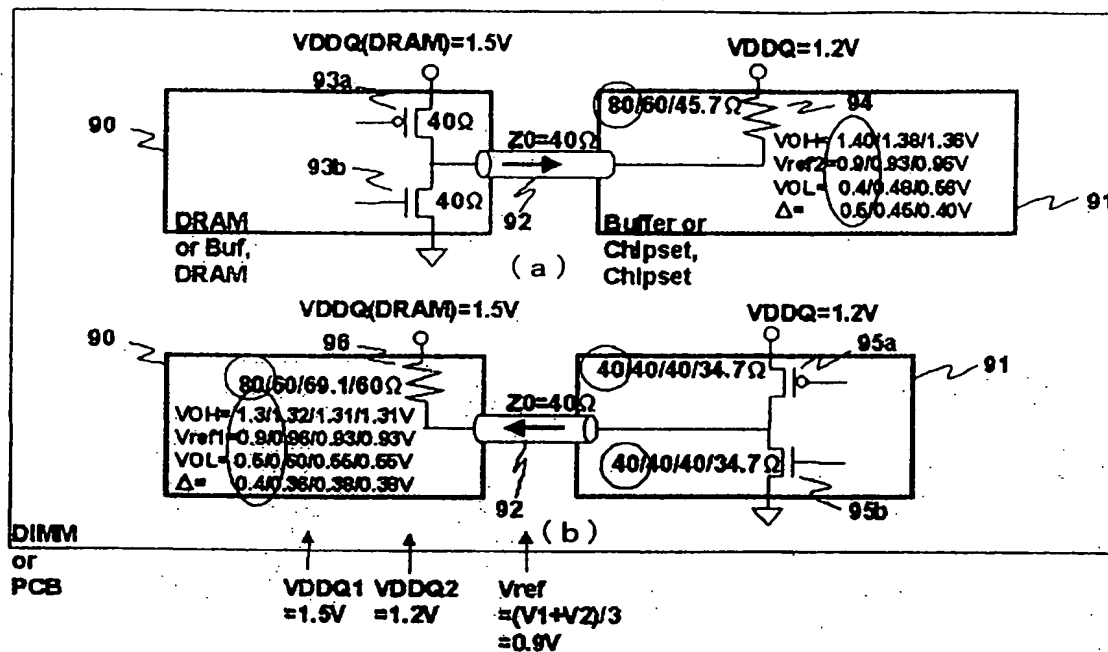 VDDQ(DRAM)=1.5V
VDDQ=1.2V
93a
90
80/60/45.7Ω
94
40Ω
Z0=40Ω
VOH= 1.40/1.38/1.36V
Vref2=0.9/0.93/0.95V
93b
VOL= 0.4/0.48/0.56V
40Ω
Δ= 0.5/0.45/0.40V
91
92
DRAM
or Buf,
DRAM
Buffer or
Chipset,
Chipset
(a)
VDDQ(DRAM)=1.5V
VDDQ=1.2V
90
96
95a
80/60/69.1/60Ω
40/40/40/34.7Ω
91
Z0=40Ω
VOH= 1.3/1.32/1.31/1.31V
Vref1=0.9/0.96/0.93/0.93V
VOL= 0.5/0.60/0.55/0.55V
40/40/40/34.7Ω
Δ= 0.4/0.36/0.38/0.38V
92
95b
(b)
DIMM
or
PCB
VDDQ1
=1.5V
VDDQ2
=1.2V
Vref
=(V1+V2)/3
=0.9V